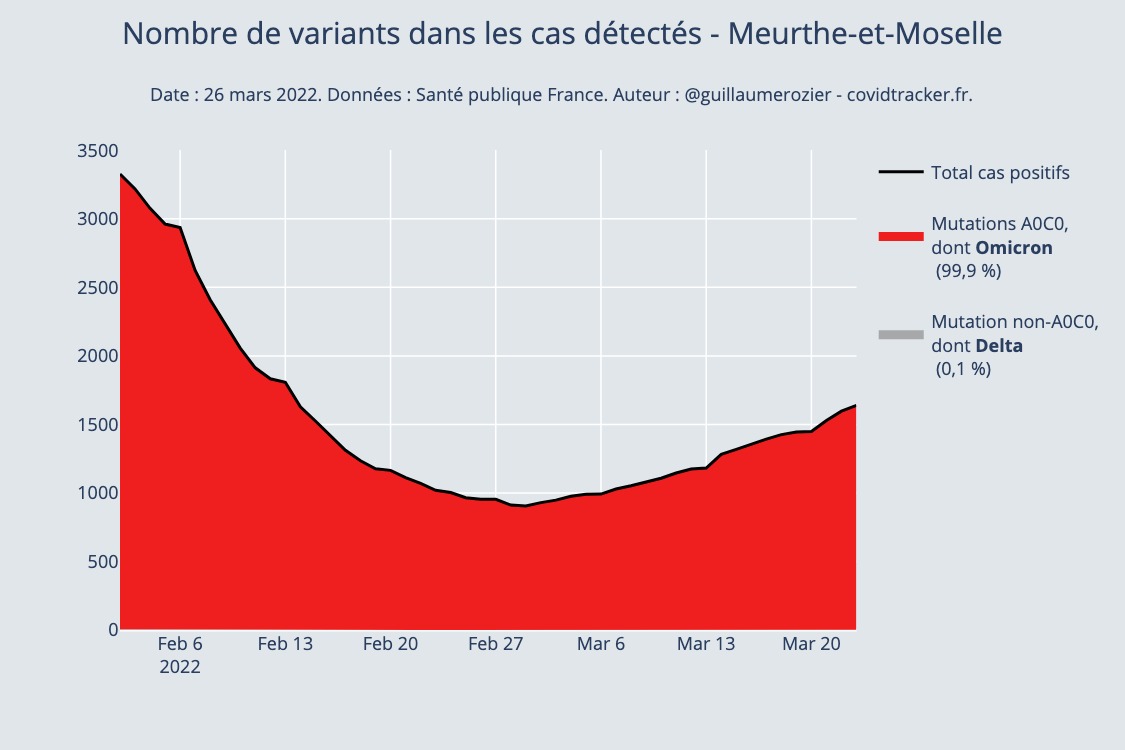 Nombre de variants dans les cas détectés - Meurthe-et-Moselle
Date : 26 mars 2022. Données : Santé publique France. Auteur : @guillaumerozier - covidtracker.fr.
3500
3000
2500
2000
1500
1000
500
0
Feb 6
2022
Feb 13
Feb 20
Feb 27
Mar 6
Mar 13
Mar 20
Total cas positifs
Mutations A0C0,
dont Omicron
(99,9 %)
Mutation non-A0C0,
dont Delta
(0,1 %)